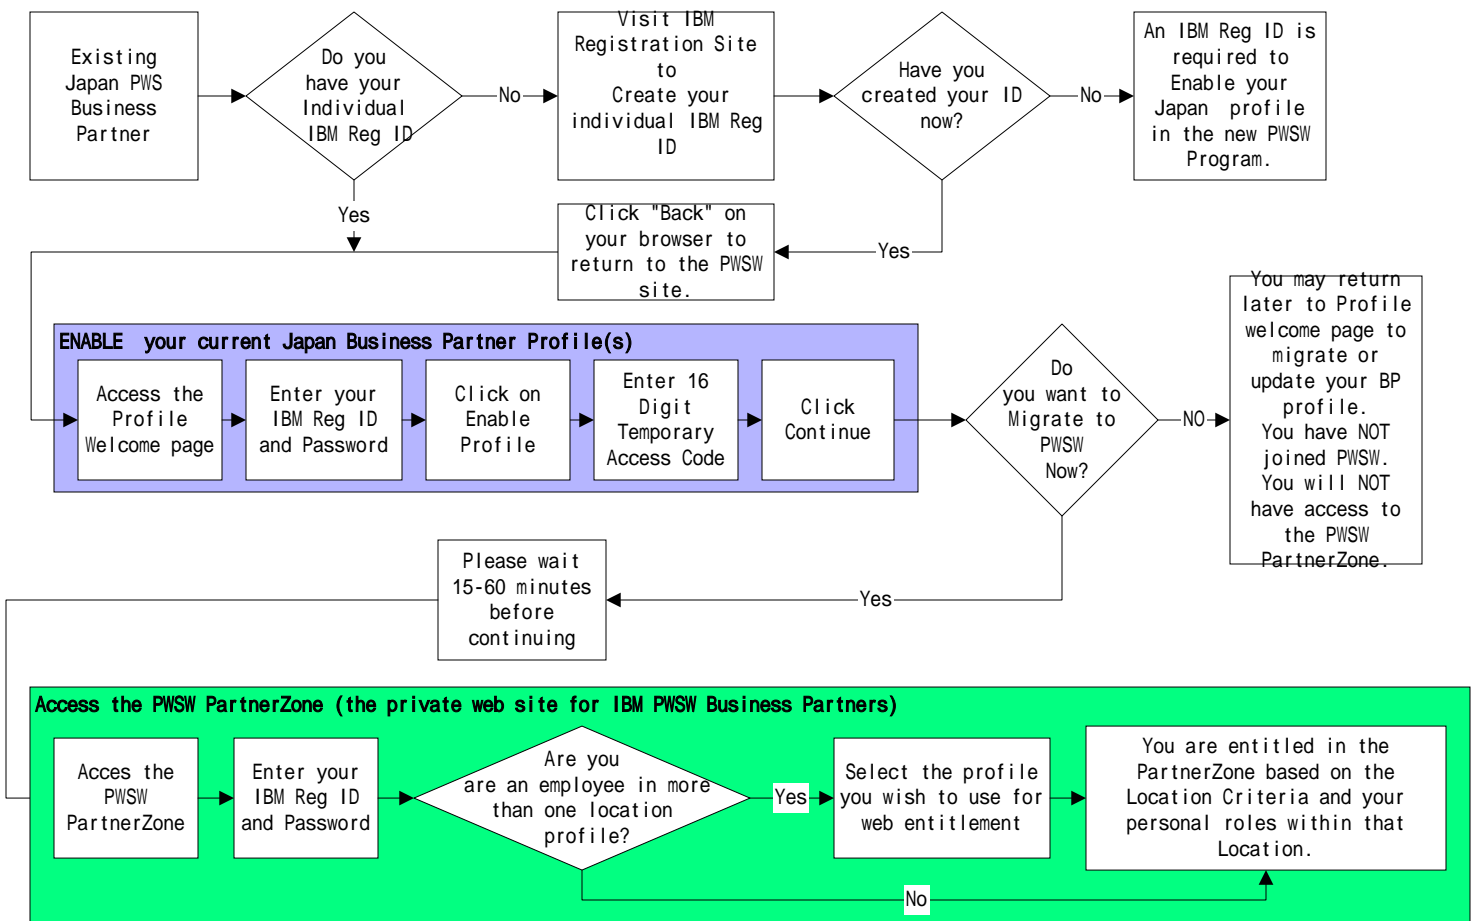 Existing
Japan PWS
Business
Partner
Do you
have your
Individual
IBM Reg ID
No
Visit IBM
Registration Site
to
Create your
individual IBM Reg
ID
Have you
created your ID
now?
No
An IBM Reg ID is
required to
Enable your
Japan profile
in the new PWSW
Program.
Yes
Click "Back" on
your browser to
return to the PWSW
site.
Yes
ENABLE your current Japan Business Partner Profile(s)
Access the
Profile
Welcome page
Enter your
IBM Reg ID
and Password
Click on
Enable
Profile
Enter 16
Digit
Temporary
Access Code
Click
Continue
Do
you want to
Migrate to
PWSW
Now?
NO
You may return
later to Profile
welcome page to
migrate or
update your BP
profile.
You have NOT
joined PWSW.
You will NOT
have access to
the PWSW
PartnerZone.
Yes
Please wait
15-60 minutes
before
continuing
Access the PWSW PartnerZone (the private web site for IBM PWSW Business Partners)
Acces the
PWSW
PartnerZone
Enter your
IBM Reg ID
and Password
Are you
are an employee in more
than one location
profile?
Yes
Select the profile
you wish to use for
web entitlement
You are entitled in the
PartnerZone based on the
Location Criteria and your
personal roles within that
Location.
No